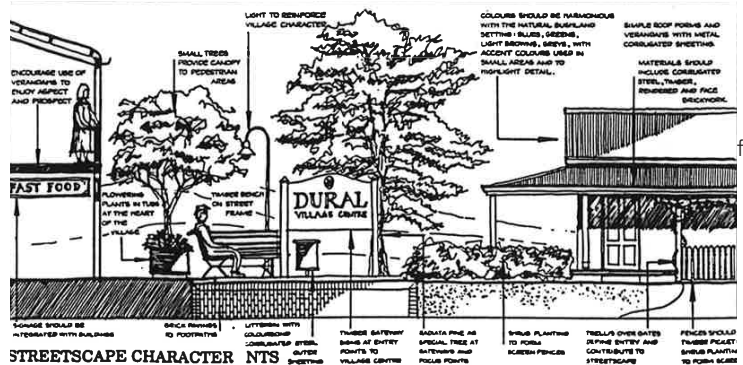 LIGHT TO REINFORCE
VILLAGE CHARACTER
COLOURS SHOULD BE HARMONIOUS
WITH THE NATURAL BUSHLAND
SETTING: BLUES, GREENS,
LIGHT BROWNS, GREYS, WITH
ACCENT COLOURS USED IN
SMALL AREAS AND TO
HIGHLIGHT DETAIL.
SIMPLE ROOF FORMS AND
VERANDAHS WITH METAL
CORRUGATED SHEETING.
SMALL TREES
PROVIDE CANOPY
TO PEDESTRIAN
AREAS
MATERIALS SHOULD
INCLUDE CORRUGATED
STEEL, TIMBER,
RENDERED AND FACE
BRICKWORK.
ENCOURAGE USE OF
VERANDAHS TO
ENJOY ASPECT
AND PROSPECT
f
FAST FOOD
FLOWERING
PLANTS IN TUBS
AT THE HEART
OF THE
VILLAGE
TIMBER BENCH
ON STREET
FRAME
DURAL
VILLAGE CENTRE
SIGNAGE SHOULD BE
INTEGRATED WITH BUILDINGS
BRICK PAVINGS
TO FOOTPATHS
LITTERBIN WITH
COLOURBOND
CORRUGATED STEEL
OUTER
SHEETING
TIMBER GATEWAY
SIGNS AT ENTRY
POINTS TO
VILLAGE CENTRE
RADIATA PINE AS
SPECIAL TREE AT
GATEWAYS AND
FOCUS POINTS
SHRUB PLANTING
TO FORM
SCREEN FENCES
TRELLIS OVER GATES
DEFINE ENTRY AND
CONTRIBUTE TO
STREETSCAPE
FENCES SHOULD
TIMBER PICKET
SHRUB PLANTIN
TO FORM SCREE
STREETSCAPE CHARACTER NTS